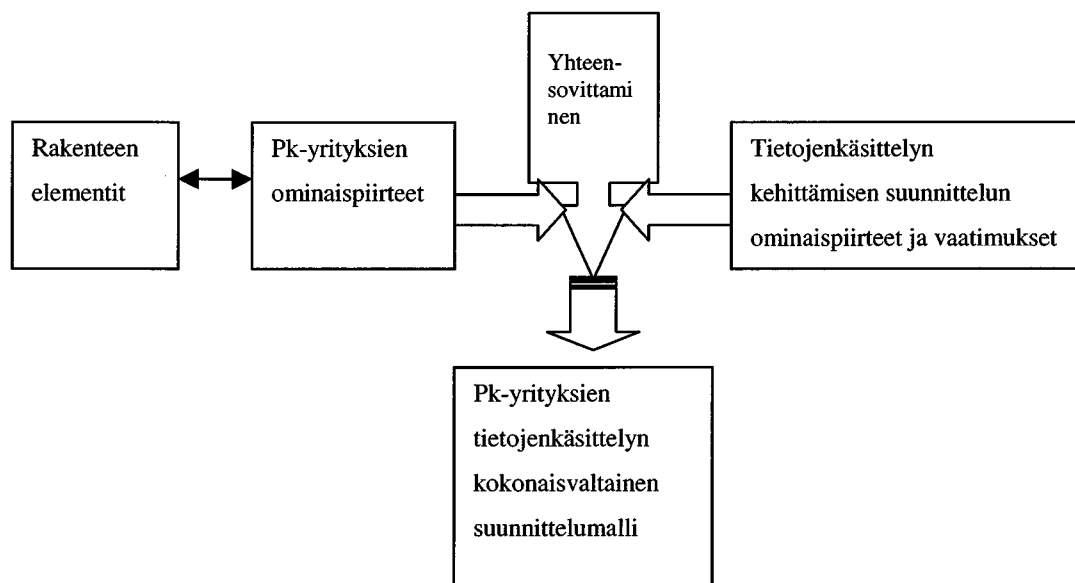 Yhteen-
sovittami
nen
Rakenteen
elementit
Pk-yrityksien
ominaispiirteet
Tietojenkäsittelyn
kehittämisen suunnittelun
ominaispiirteet ja vaatimukset
Pk-yrityksien
tietojenkäsittelyn
kokonaisvaltainen
suunnittelumalli